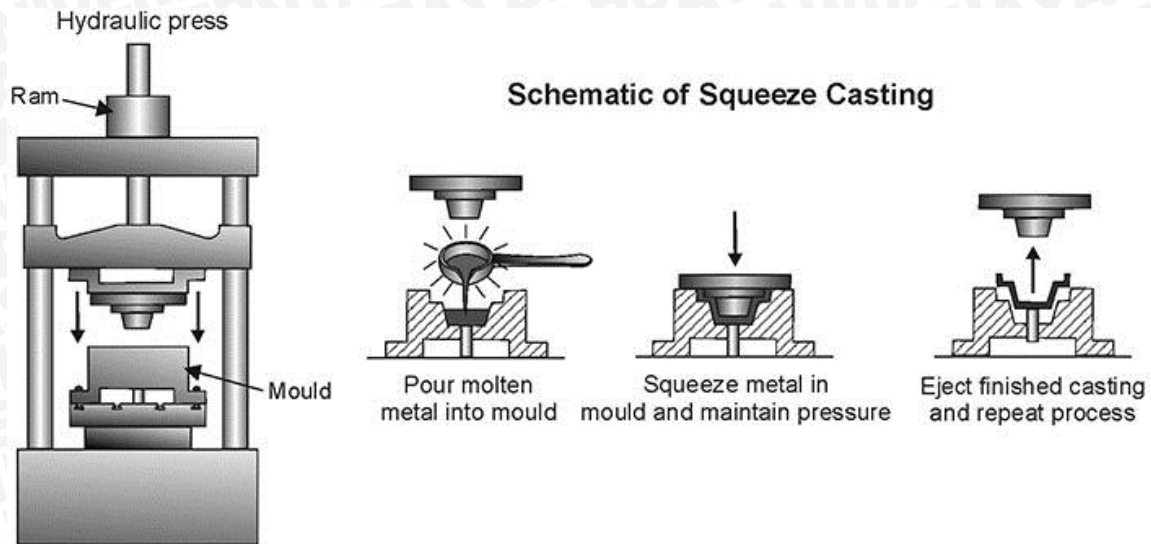 Hydraulic press
Ram
Schematic of Squeeze Casting
Mould
Pour molten
metal into mould
Squeeze metal in
mould and maintain pressure
Eject finished casting
and repeat process